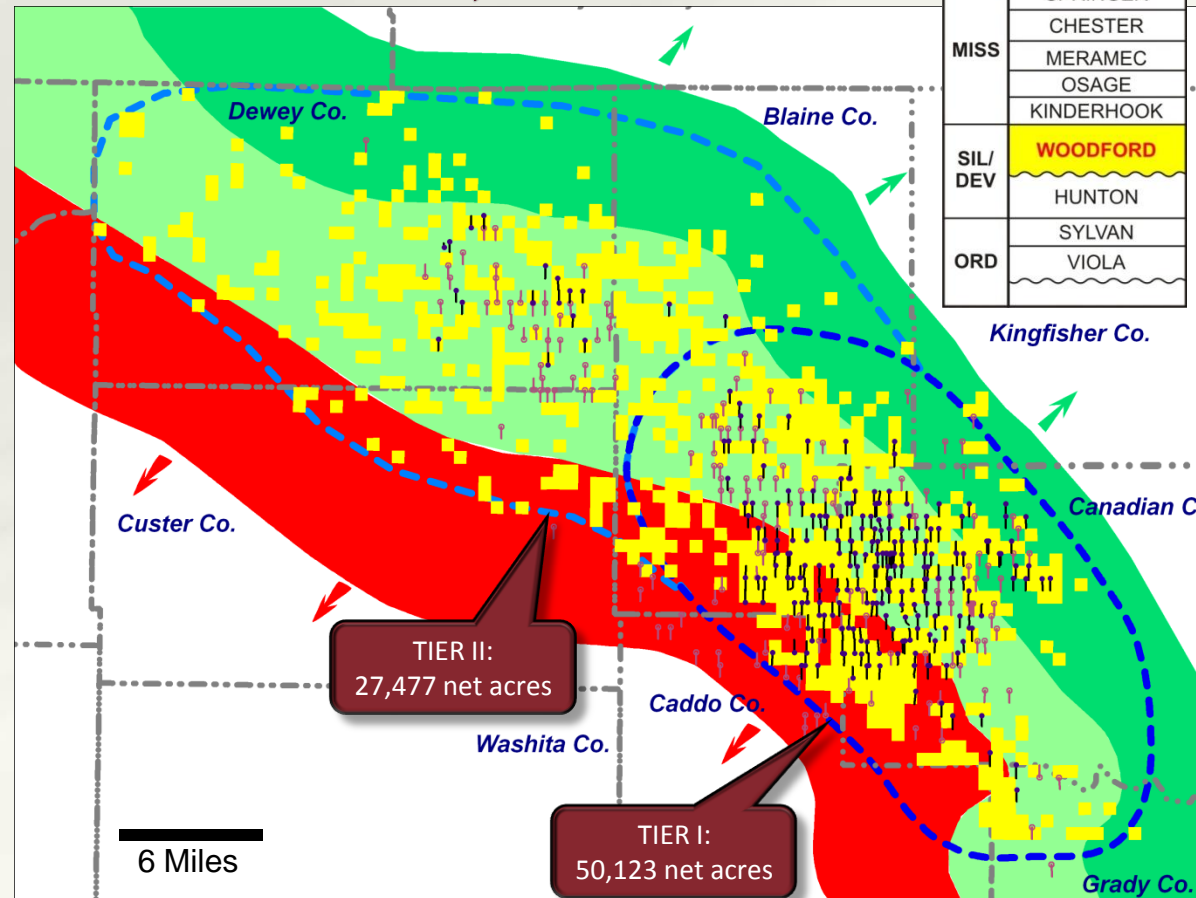 SPRINGER
MISS
CHESTER
MERAMEC
OSAGE
KINDERHOOK
SIL/
DEV
WOODFORD
HUNTON
ORD
SYLVAN
VIOLA
Dewey Co.
Blaine Co.
Kingfisher Co.
Canadian C
Custer Co.
TIER II:
27,477 net acres
Caddo Co.
Washita Co.
TIER I:
50,123 net acres
6 Miles
Grady Co.